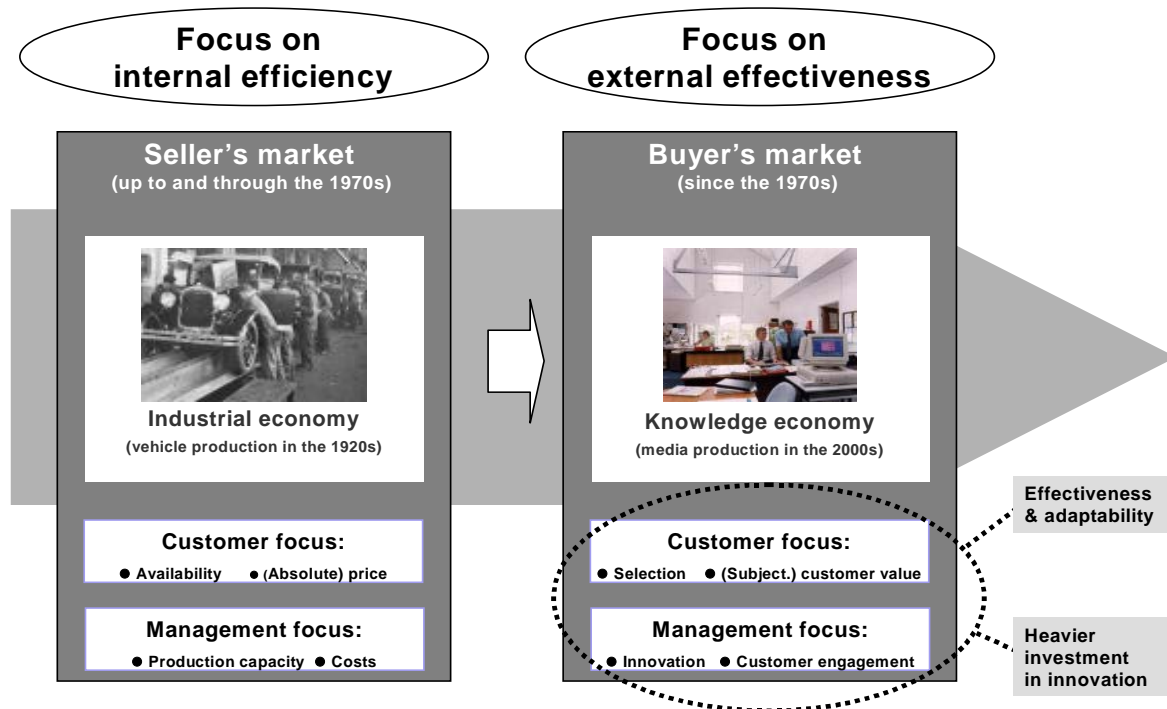 Focus on
internal efficiency
Focus on
external effectiveness
Seller's market
(up to and through the 1970s)
Industrial economy
(vehicle production in the 1920s)
Customer focus:
● Availability ● (Absolute) price
Management focus:
● Production capacity ● Costs
Buyer's market
(since the 1970s)
Knowledge economy
(media production in the 2000s)
Customer focus:
● Selection ● (Subject.) customer value
Management focus:
● Innovation ● Customer engagement
Effectiveness
& adaptability
Heavier
investment
in innovation